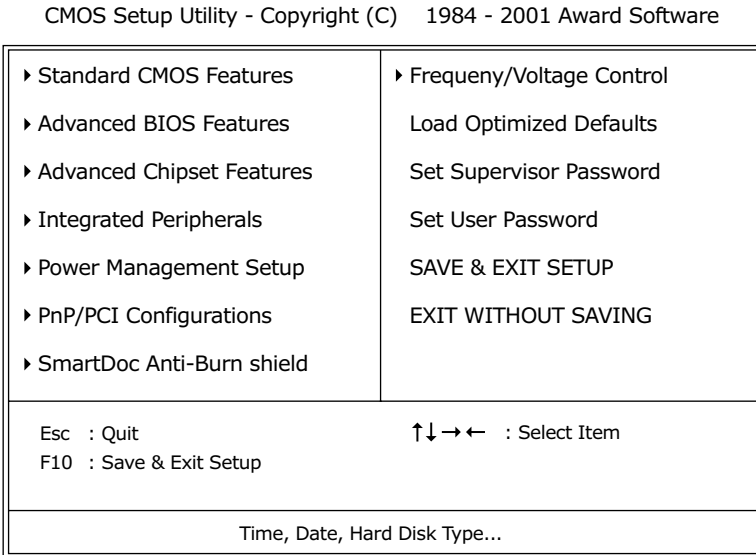 CMOS Setup Utility - Copyright (C) 1984 - 2001 Award Software
Standard CMOS Features
Advanced BIOS Features
Advanced Chipset Features
Integrated Peripherals
Power Management Setup
PnP/PCI Configurations
SmartDoc Anti-Burn shield
Frequeny/Voltage Control
Load Optimized Defaults
Set Supervisor Password
Set User Password
SAVE & EXIT SETUP
EXIT WITHOUT SAVING
Esc : Quit
F10 : Save & Exit Setup
↑↓→← : Select Item
Time, Date, Hard Disk Type...